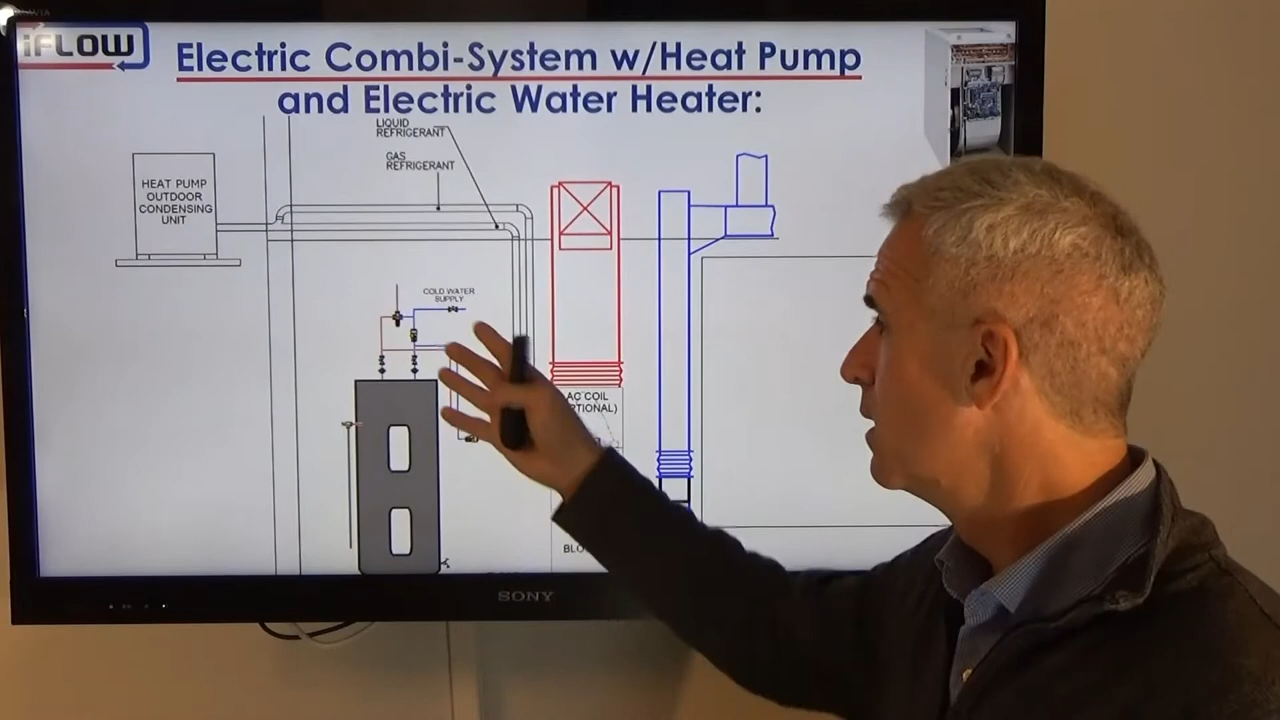 iFLOW
Electric Combi-System w/Heat Pump
and Electric Water Heater:
LIQUID
REFRIGERANT
GAS
REFRIGERANT
HEAT PUMP
OUTDOOR
CONDENSING
UNIT
COLD WATER
SUPPLY
AC COIL
SONY